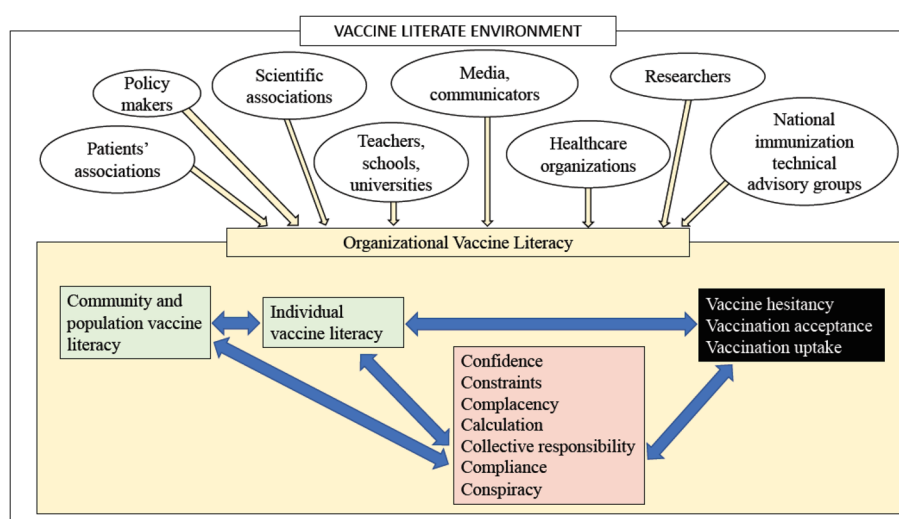 VACCINE LITERATE ENVIRONMENT
Policy
makers
Scientific
associations
Media,
communicators
Researchers
Patients’
associations
Teachers,
schools,
universities
Healthcare
organizations
National
immunization
technical
advisory groups
Organizational Vaccine Literacy
Community and
population vaccine
literacy
Individual
vaccine literacy
Vaccine hesitancy
Vaccination acceptance
Vaccination uptake
Confidence
Constraints
Complacency
Calculation
Collective responsibility
Compliance
Conspiracy